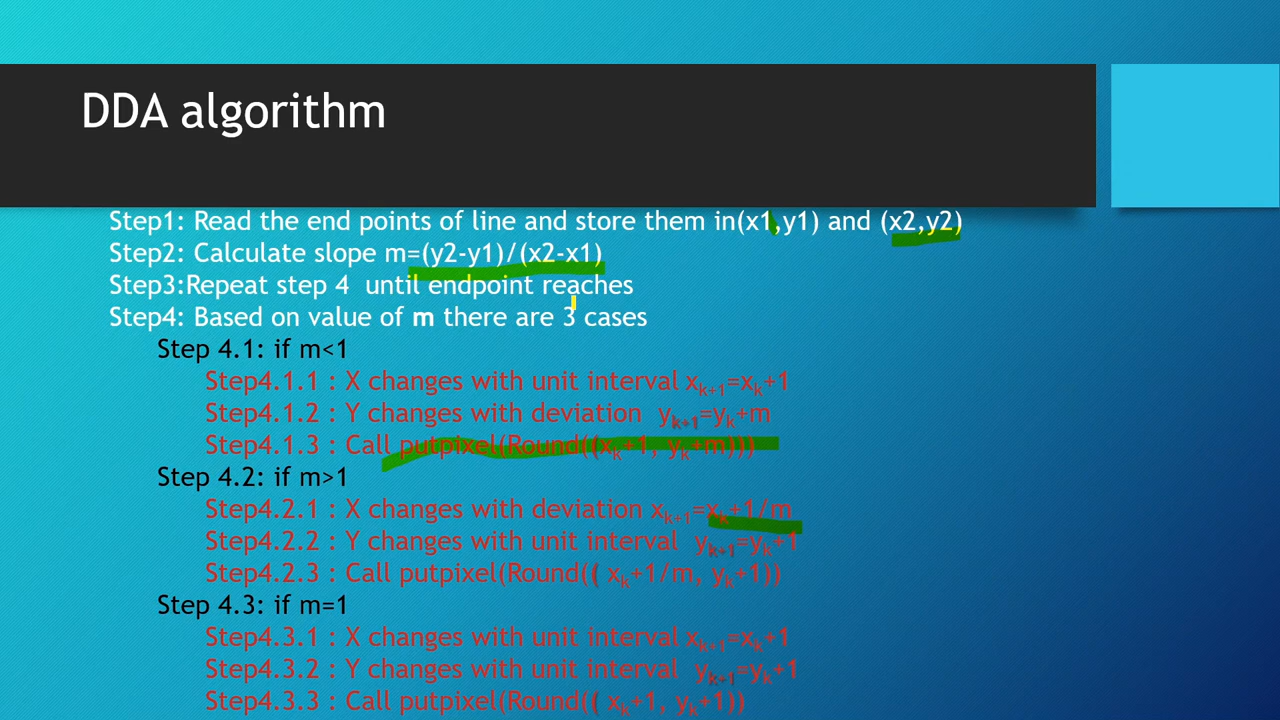 DDA algorithm
Step1: Read the end points of line and store them in(x1,y1) and (x2,y2)
Step2: Calculate slope m=(y2-y1)/(x2-x1)
Step3:Repeat step 4 until endpoint reaches
Step4: Based on value of m there are 3 cases
Step 4.1: if m<1
Step4.1.1 : X changes with unit interval xk+1=xk+1
Step4.1.2 : Y changes with deviation yk+1=yk+m
Step4.1.3 : Call putpixel(Round((xk+1, yk+m)))
Step 4.2: if m>1
Step4.2.1 : X changes with deviation xk+1=xk+1/m
Step4.2.2 : Y changes with unit interval yk+1=yk+1
Step4.2.3 : Call putpixel(Round(( xk+1/m, yk+1))
Step 4.3: if m=1
Step4.3.1 : X changes with unit interval xk+1=xk+1
Step4.3.2 : Y changes with unit interval yk+1=yk+1
Step4.3.3 : Call putpixel(Round(( xk+1, yk+1))